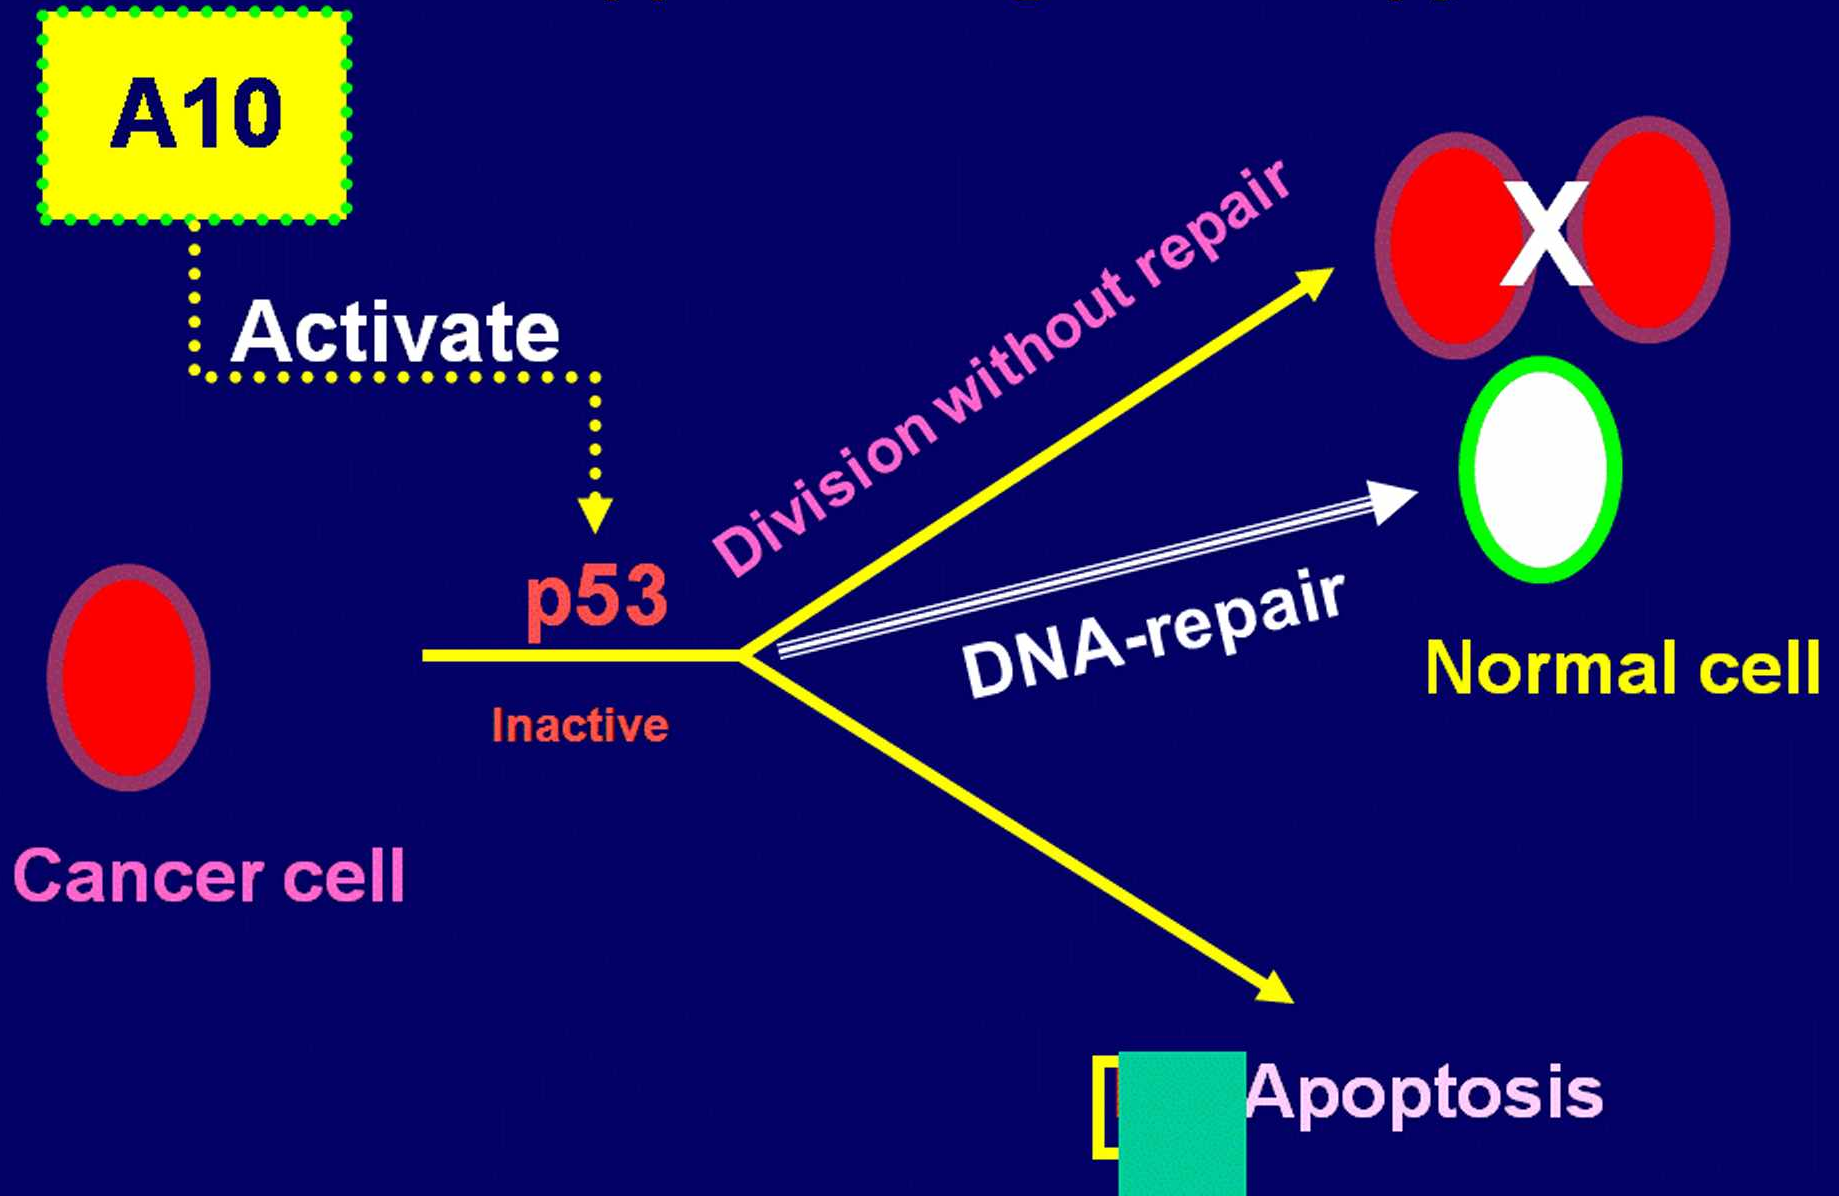 A10
Activate
Division without repair
X
p53
DNA-repair
Inactive
Normal cell
Cancer cell
Apoptosis